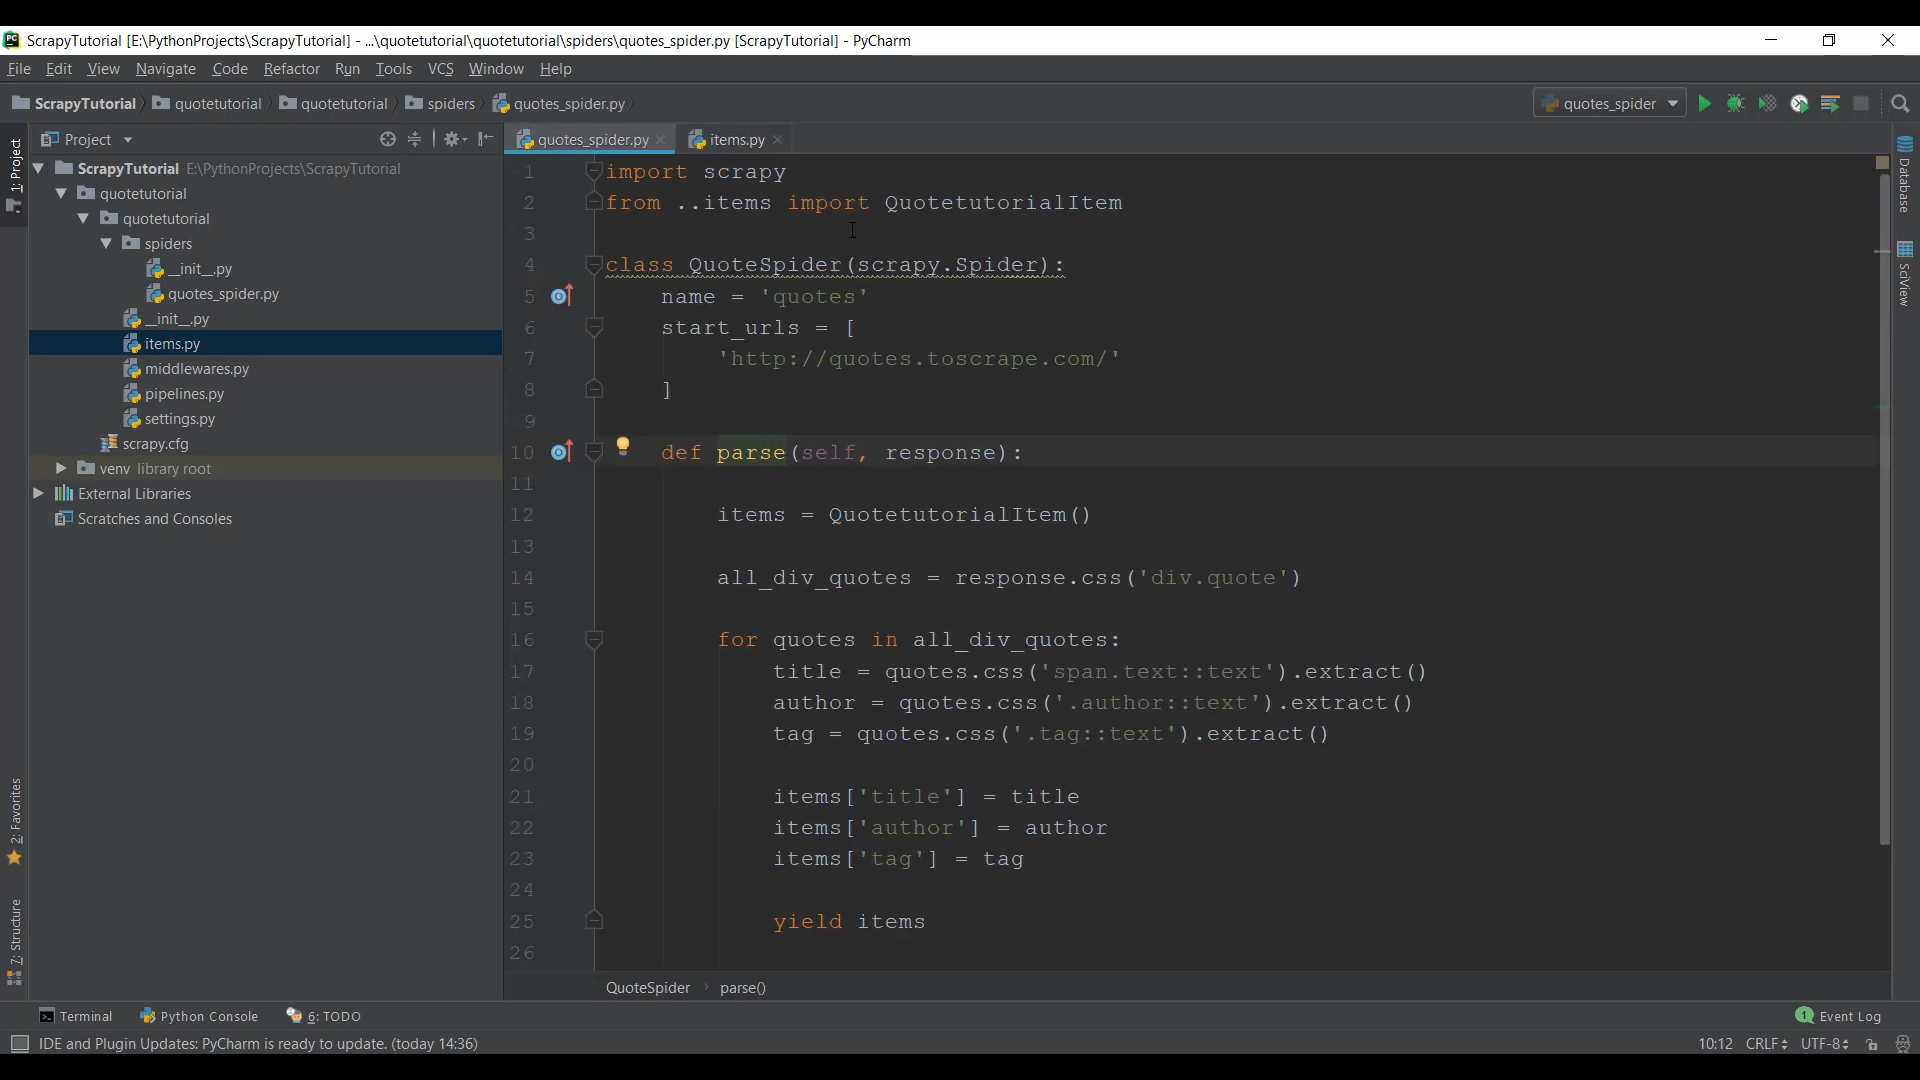 ScrapyTutorial [E:\PythonProjects\ScrapyTutorial] - ...\quotetutorial\quotetutorial\spiders\quotes_spider.py [ScrapyTutorial] - PyCharm
File Edit View Navigate Code Refactor Run Tools VCS Window Help
ScrapyTutorial quotetutorial quotetutorial spiders quotes_spider.py quotes_spider
1: Project
Project
quotes_spider.py items.py
ScrapyTutorial E:\PythonProjects\ScrapyTutorial
quotetutorial
quotetutorial
spiders
__init__.py
quotes_spider.py
__init__.py
items.py
middlewares.py
pipelines.py
settings.py
scrapy.cfg
venv library root
External Libraries
Scratches and Consoles
2: Favorites
7: Structure
1 import scrapy
2 from ..items import QuotetutorialItem
3
4 class QuoteSpider(scrapy.Spider):
5 name = 'quotes'
6 start_urls = [
7 'http://quotes.toscrape.com/'
8 ]
9
10 def parse(self, response):
11
12 items = QuotetutorialItem()
13
14 all_div_quotes = response.css('div.quote')
15
16 for quotes in all_div_quotes:
17 title = quotes.css('span.text::text').extract()
18 author = quotes.css('.author::text').extract()
19 tag = quotes.css('.tag::text').extract()
20
21 items['title'] = title
22 items['author'] = author
23 items['tag'] = tag
24
25 yield items
26
Database
SciView
QuoteSpider › parse()
Terminal Python Console 6: TODO 1 Event Log
IDE and Plugin Updates: PyCharm is ready to update. (today 14:36) 10:12 CRLF UTF-8